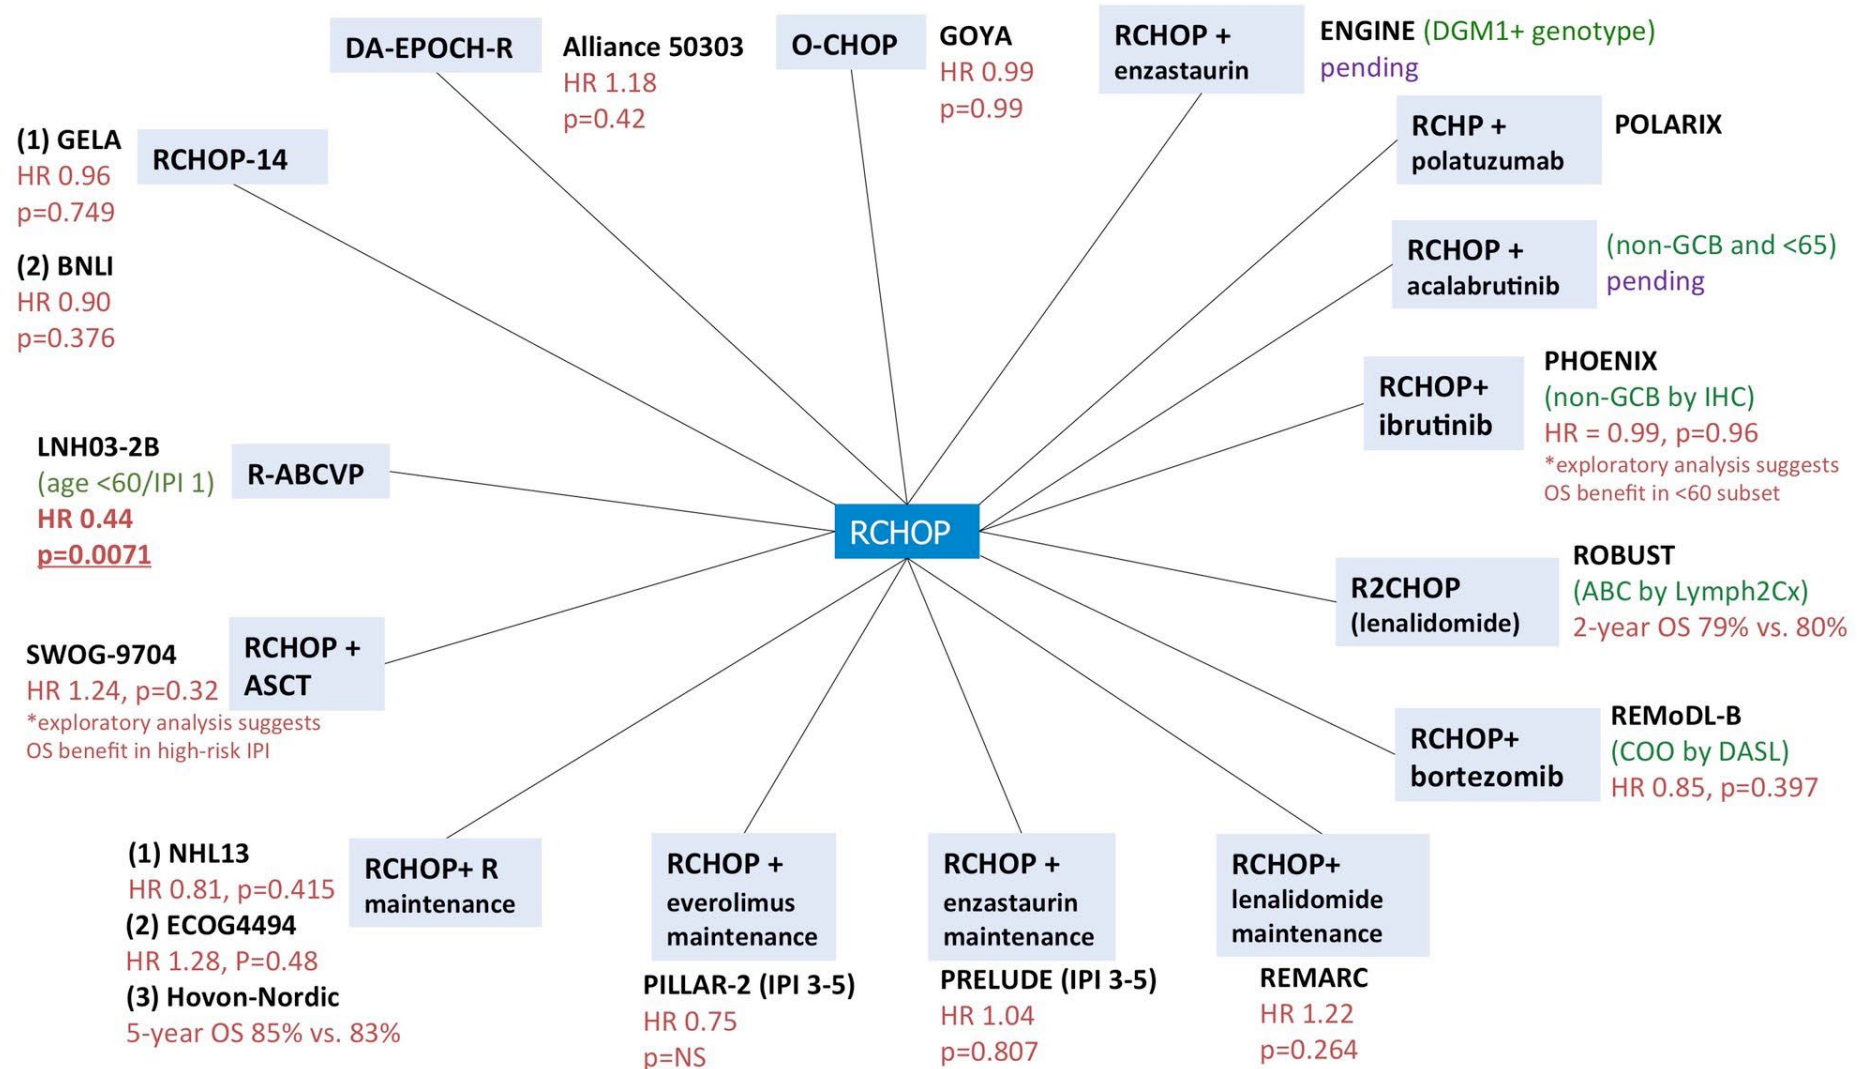 DA-EPOCH-R
Alliance 50303
HR 1.18
p=0.42
O-CHOP
GOYA
HR 0.99
p=0.99
RCHOP +
enzastaurin
ENGINE (DGM1+ genotype)
pending
RCHP +
polatuzumab
POLARIX
(1) GELA
HR 0.96
p=0.749
(2) BNLI
HR 0.90
p=0.376
RCHOP-14
RCHOP +
acalabrutinib
(non-GCB and <65)
pending
RCHOP+
ibrutinib
PHOENIX
(non-GCB by IHC)
HR = 0.99, p=0.96
*exploratory analysis suggests
OS benefit in <60 subset
LNH03-2B
(age <60/IPI 1)
HR 0.44
p=0.0071
R-ABCVP
RCHOP
R2CHOP
(lenalidomide)
ROBUST
(ABC by Lymph2Cx)
2-year OS 79% vs. 80%
SWOG-9704
HR 1.24, p=0.32
*exploratory analysis suggests
OS benefit in high-risk IPI
RCHOP +
ASCT
RCHOP+
bortezomib
REMoDL-B
(COO by DASL)
HR 0.85, p=0.397
(1) NHL13
HR 0.81, p=0.415
(2) ECOG4494
HR 1.28, P=0.48
(3) Hovon-Nordic
5-year OS 85% vs. 83%
RCHOP+ R
maintenance
RCHOP +
everolimus
maintenance
PILLAR-2 (IPI 3-5)
HR 0.75
p=NS
RCHOP +
enzastaurin
maintenance
PRELUDE (IPI 3-5)
HR 1.04
p=0.807
RCHOP+
lenalidomide
maintenance
REMARC
HR 1.22
p=0.264